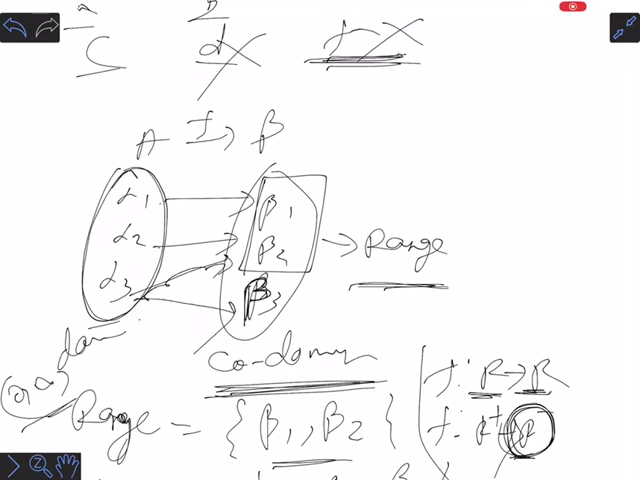 C d f
A f→ β
α1 β1
α2 β2 → Range
α3 β3
dom
co-domain
Range = { β1, β2 }
f: R→R
f: R+→R